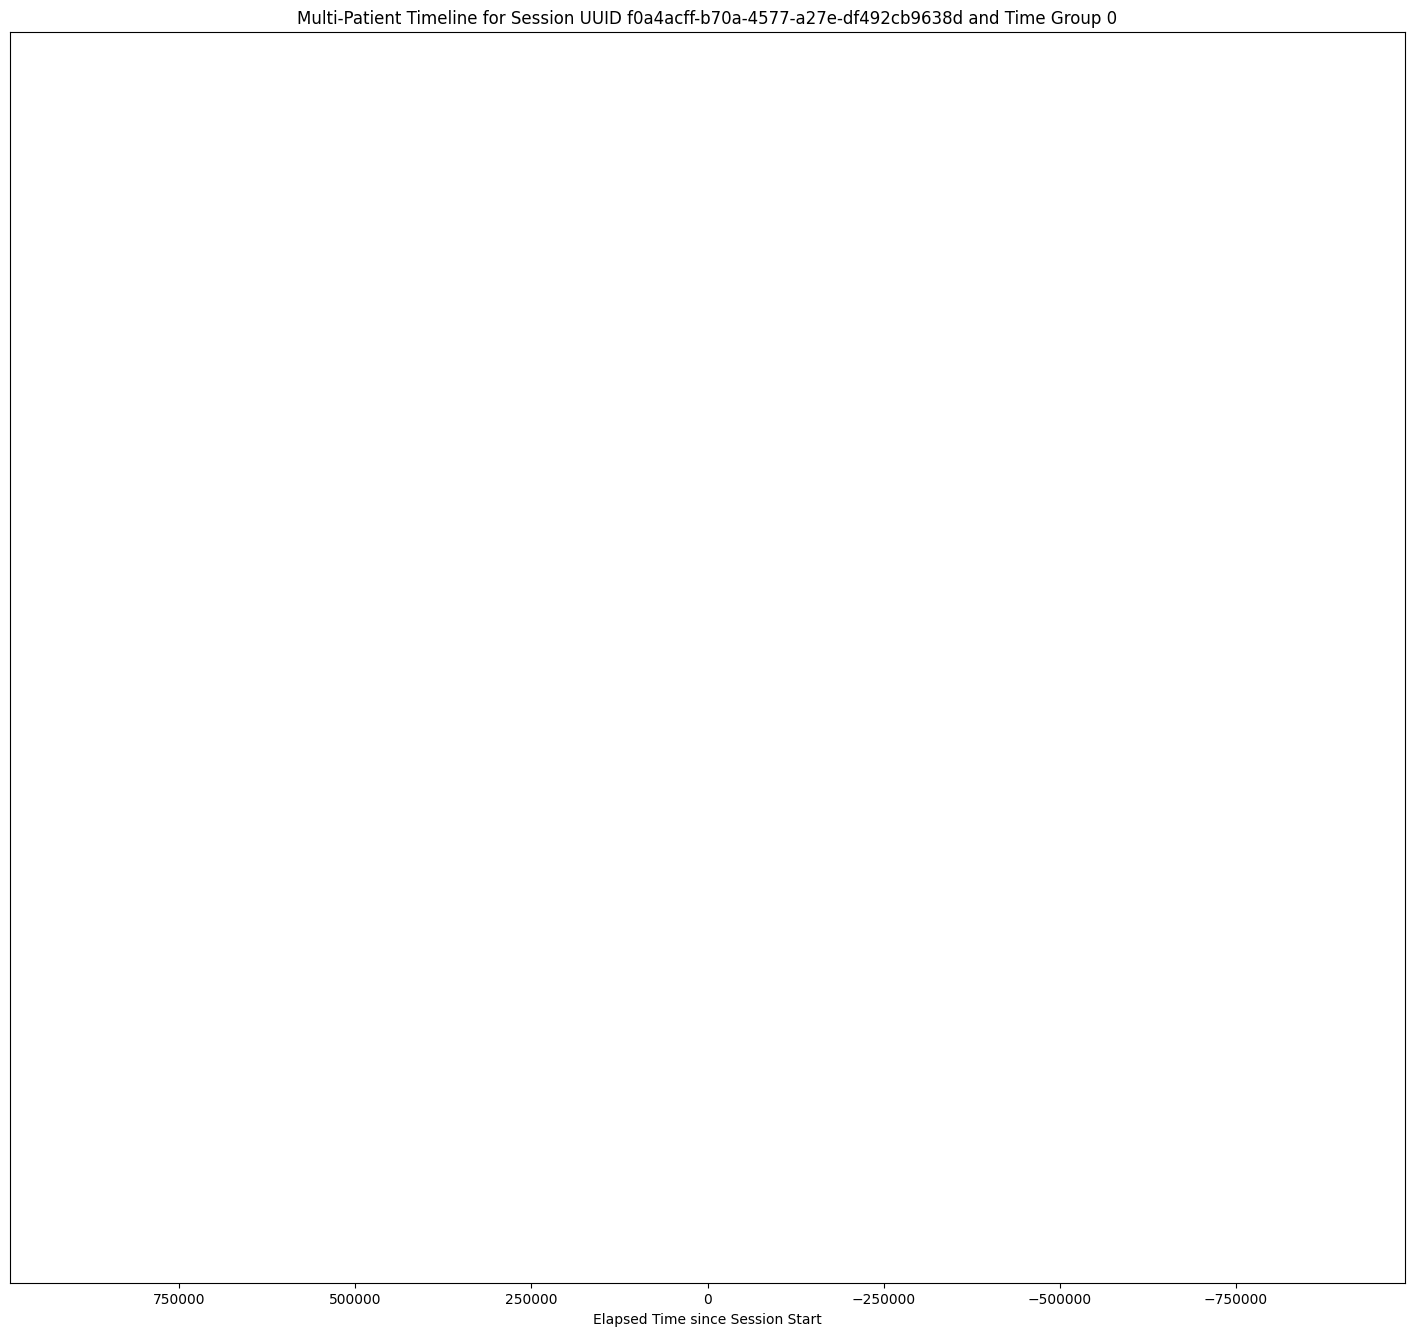 Multi-Patient Timeline for Session UUID f0a4acff-b70a-4577-a27e-df492cb9638d and Time Group 0
750000 500000 250000 0 −250000 −500000 −750000
Elapsed Time since Session Start